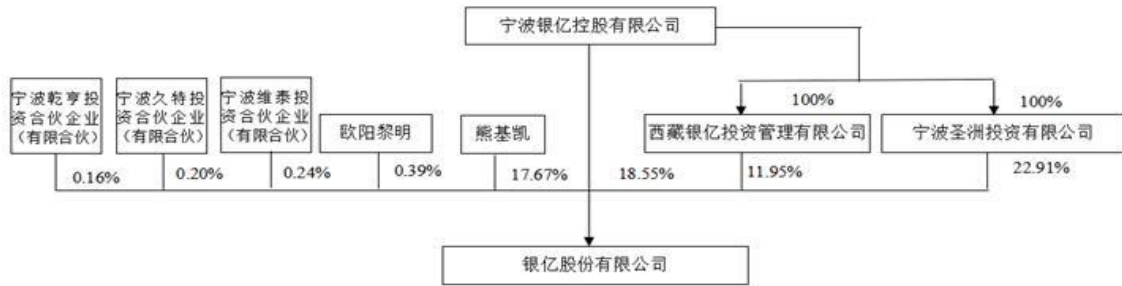 宁波银亿控股有限公司
宁波乾亨投
资合伙企业
（有限合伙）
宁波久特投
资合伙企业
（有限合伙）
宁波维泰投
资合伙企业
（有限合伙）
欧阳黎明
熊基凯
100%
西藏银亿投资管理有限公司
100%
宁波圣洲投资有限公司
0.16%
0.20%
0.24%
0.39%
17.67%
18.55%
11.95%
22.91%
银亿股份有限公司